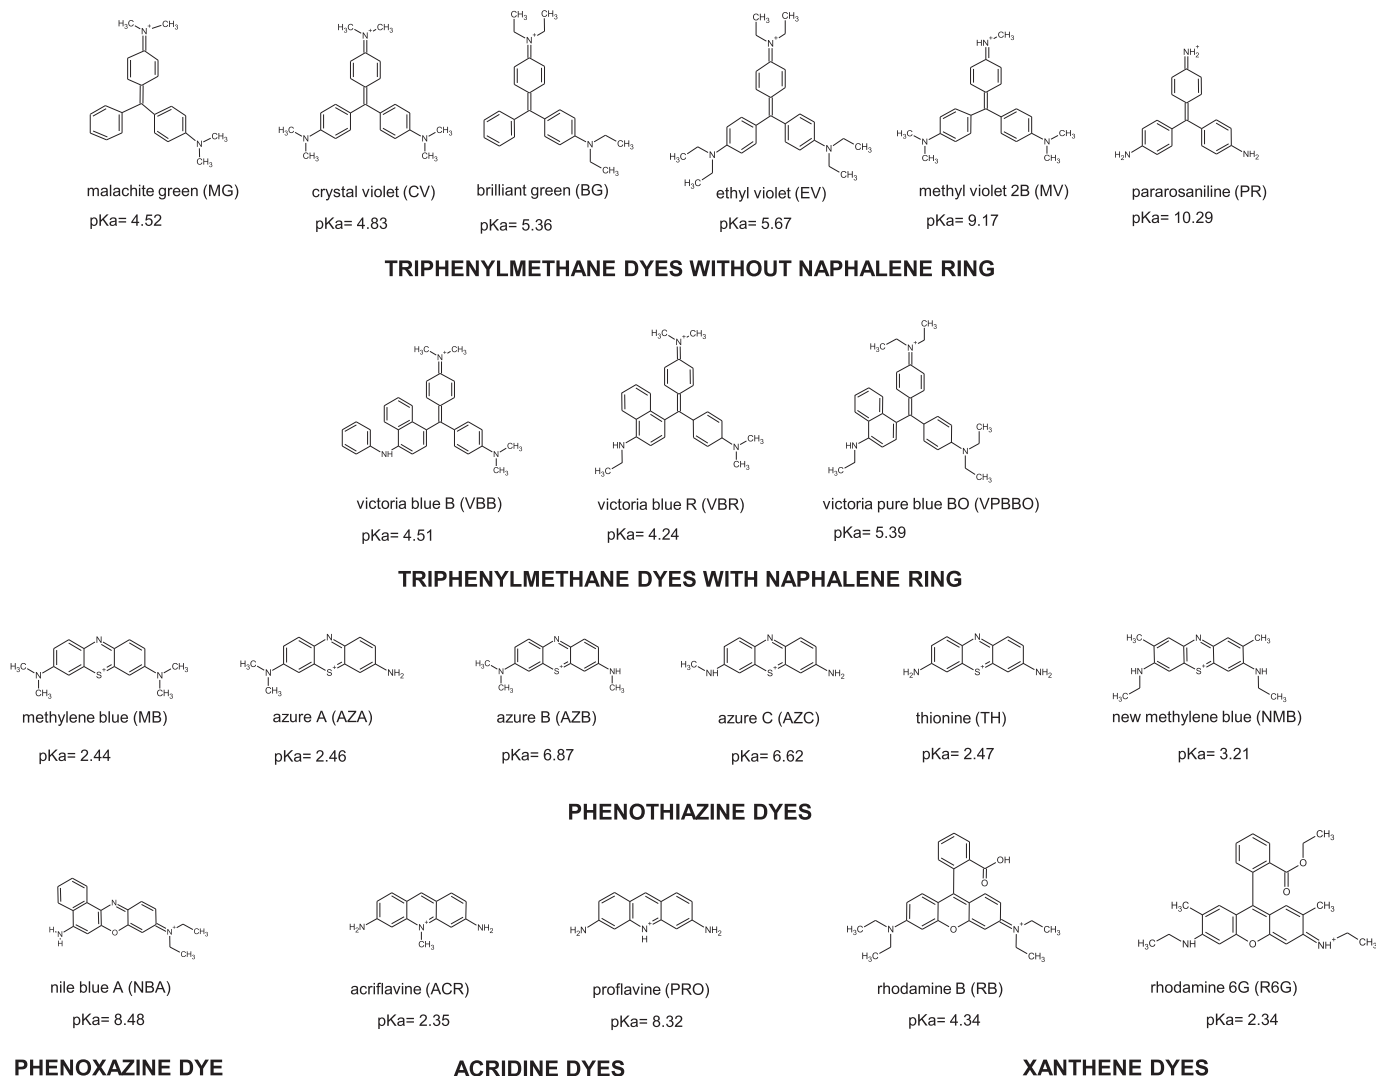 malachite green (MG)
crystal violet (CV)
brilliant green (BG)
ethyl violet (EV)
methyl violet 2B (MV)
pararosaniline (PR)
pKa= 4.52
pKa= 4.83
pKa= 5.36
pKa= 5.67
pKa= 9.17
pKa= 10.29
TRIPHENYLMETHANE DYES WITHOUT NAPHALENE RING
victoria blue B (VBB)
victoria blue R (VBR)
victoria pure blue BO (VPBBO)
pKa= 4.51
pKa= 4.24
pKa= 5.39
TRIPHENYLMETHANE DYES WITH NAPHALENE RING
methylene blue (MB)
azure A (AZA)
azure B (AZB)
azure C (AZC)
thionine (TH)
new methylene blue (NMB)
pKa= 2.44
pKa= 2.46
pKa= 6.87
pKa= 6.62
pKa= 2.47
pKa= 3.21
PHENOTHIAZINE DYES
nile blue A (NBA)
acriflavine (ACR)
proflavine (PRO)
rhodamine B (RB)
rhodamine 6G (R6G)
pKa= 8.48
pKa= 2.35
pKa= 8.32
pKa= 4.34
pKa= 2.34
PHENOXAZINE DYE
ACRIDINE DYES
XANTHENE DYES